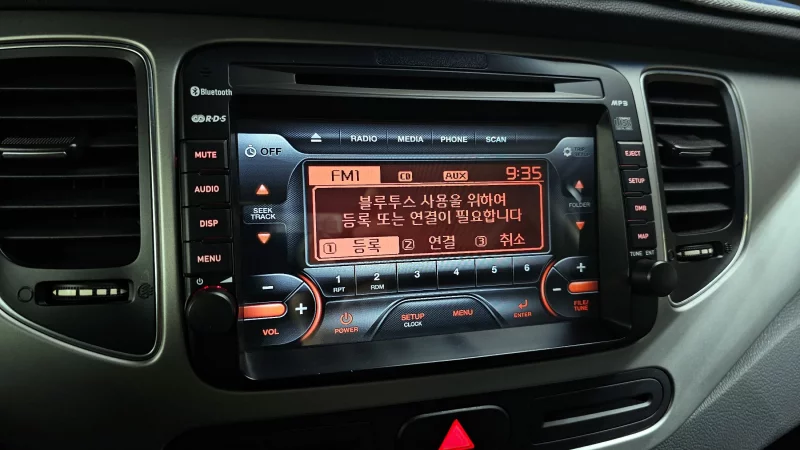 Bluetooth
R·D·S
MP3
MUTE
AUDIO
DISP
MENU
EJECT
SETUP
DMB
MAP
TUNE ENT
RADIO MEDIA PHONE SCAN
OFF
SEEK
TRACK
FOLDER
FM1 CD AUX 9:35
블루투스 사용을 위하여
등록 또는 연결이 필요합니다
① 등록 ② 연결 ③ 취소
1 2 3 4 5 6
RPT RDM
− +
VOL
POWER
SETUP
CLOCK
MENU
ENTER
− +
FILE/
TUNE